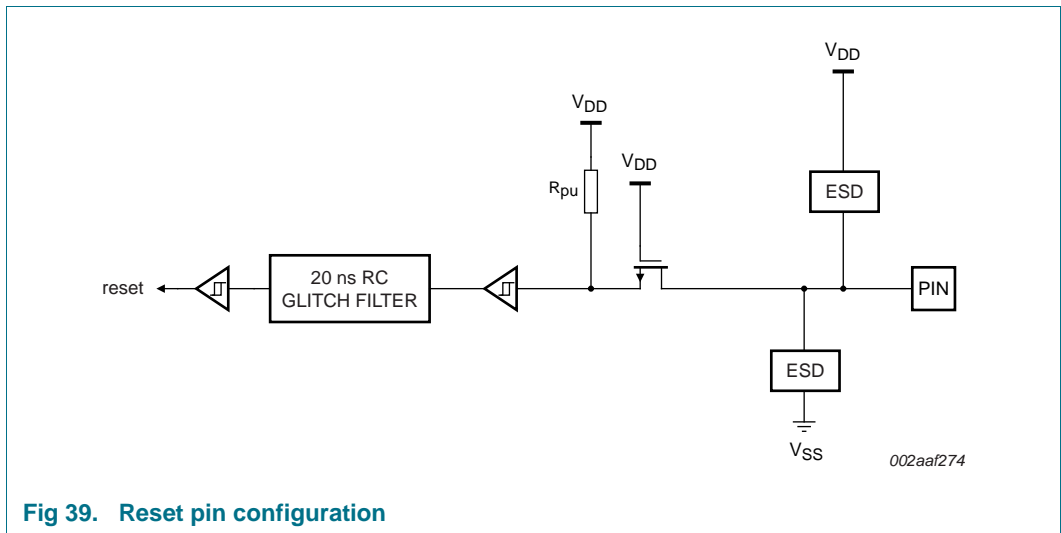 VDD
VDD
VDD
Rpu
ESD
reset
20 ns RC
GLITCH FILTER
PIN
ESD
VSS
002aaf274
Fig 39. Reset pin configuration